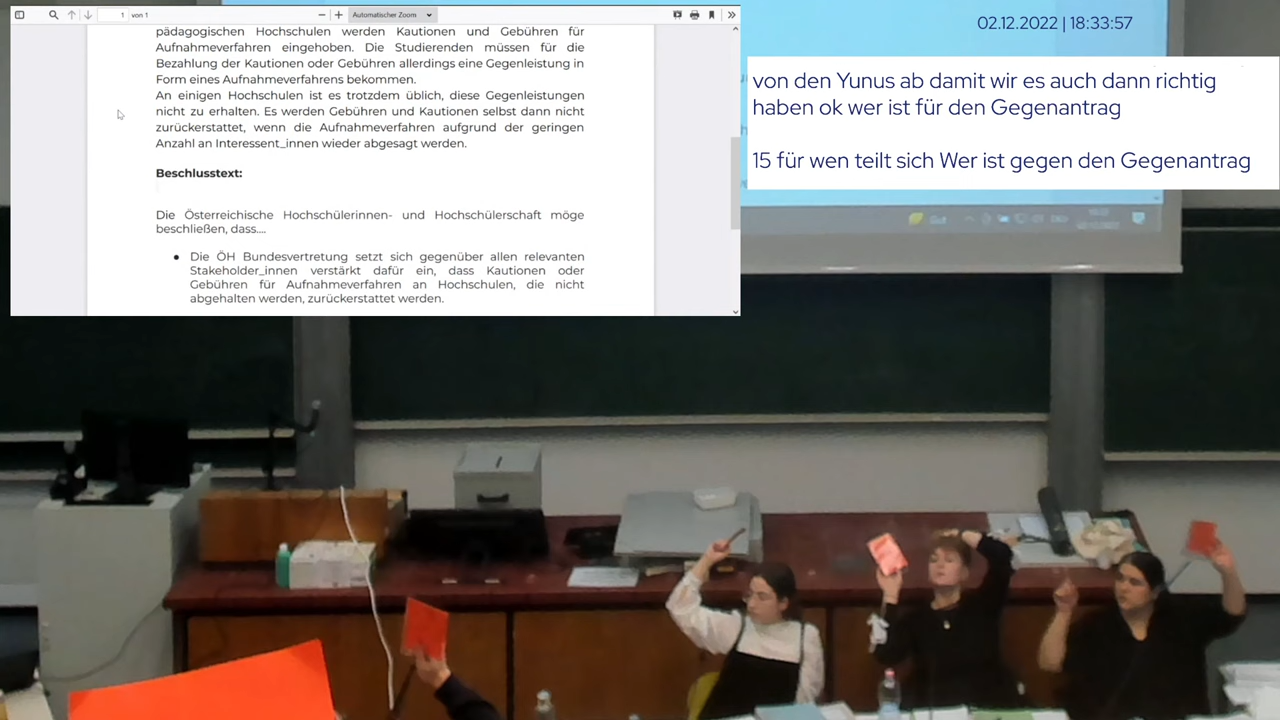 1 von 1
Automatischer Zoom
pädagogischen Hochschulen werden Kautionen und Gebühren für
Aufnahmeverfahren eingehoben. Die Studierenden müssen für die
Bezahlung der Kautionen oder Gebühren allerdings eine Gegenleistung in
Form eines Aufnahmeverfahrens bekommen.
An einigen Hochschulen ist es trotzdem üblich, diese Gegenleistungen
nicht zu erhalten. Es werden Gebühren und Kautionen selbst dann nicht
zurückerstattet, wenn die Aufnahmeverfahren aufgrund der geringen
Anzahl an Interessent_innen wieder abgesagt werden.
Beschlusstext:
Die Österreichische Hochschülerinnen- und Hochschülerschaft möge
beschließen, dass....
● Die ÖH Bundesvertretung setzt sich gegenüber allen relevanten
Stakeholder_innen verstärkt dafür ein, dass Kautionen oder
Gebühren für Aufnahmeverfahren an Hochschulen, die nicht
abgehalten werden, zurückerstattet werden.
02.12.2022 | 18:33:57
von den Yunus ab damit wir es auch dann richtig
haben ok wer ist für den Gegenantrag
15 für wen teilt sich Wer ist gegen den Gegenantrag